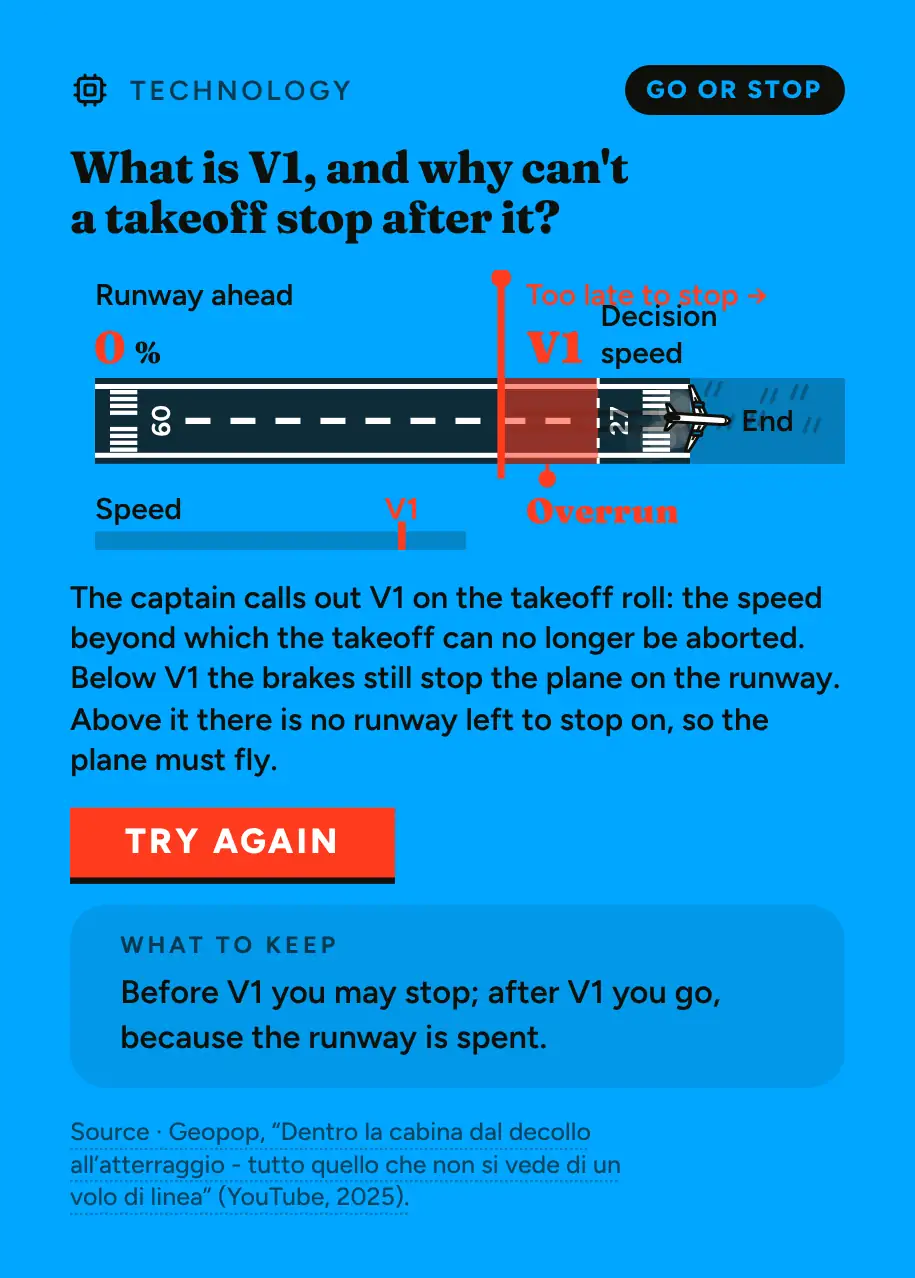 TECHNOLOGY
GO OR STOP
What is V1, and why can't
a takeoff stop after it?
Runway ahead
0 %
Too late to stop →
V1 Decision
speed
60
27
End
Speed
V1
Overrun
The captain calls out V1 on the takeoff roll: the speed
beyond which the takeoff can no longer be aborted.
Below V1 the brakes still stop the plane on the runway.
Above it there is no runway left to stop on, so the
plane must fly.
TRY AGAIN
WHAT TO KEEP
Before V1 you may stop; after V1 you go,
because the runway is spent.
Source · Geopop, “Dentro la cabina dal decollo
all’atterraggio - tutto quello che non si vede di un
volo di linea” (YouTube, 2025).